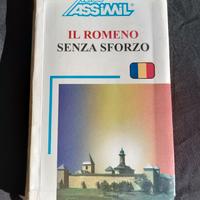 ASSIMIL
IL ROMENO
SENZA SFORZO